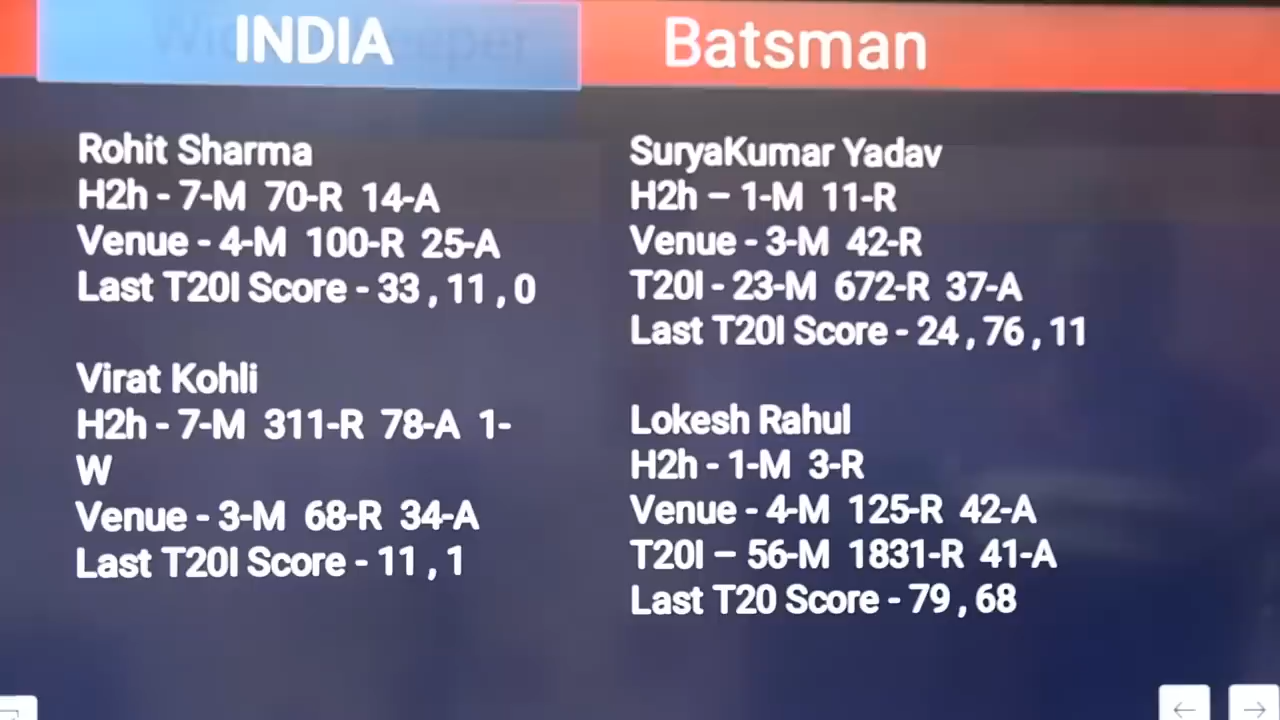 INDIA
Batsman
Rohit Sharma
H2h - 7-M 70-R 14-A
Venue - 4-M 100-R 25-A
Last T20I Score - 33 , 11 , 0
Virat Kohli
H2h - 7-M 311-R 78-A 1-
W
Venue - 3-M 68-R 34-A
Last T20I Score - 11 , 1
SuryaKumar Yadav
H2h – 1-M 11-R
Venue - 3-M 42-R
T20I - 23-M 672-R 37-A
Last T20I Score - 24 , 76 , 11
Lokesh Rahul
H2h - 1-M 3-R
Venue - 4-M 125-R 42-A
T20I – 56-M 1831-R 41-A
Last T20 Score - 79 , 68